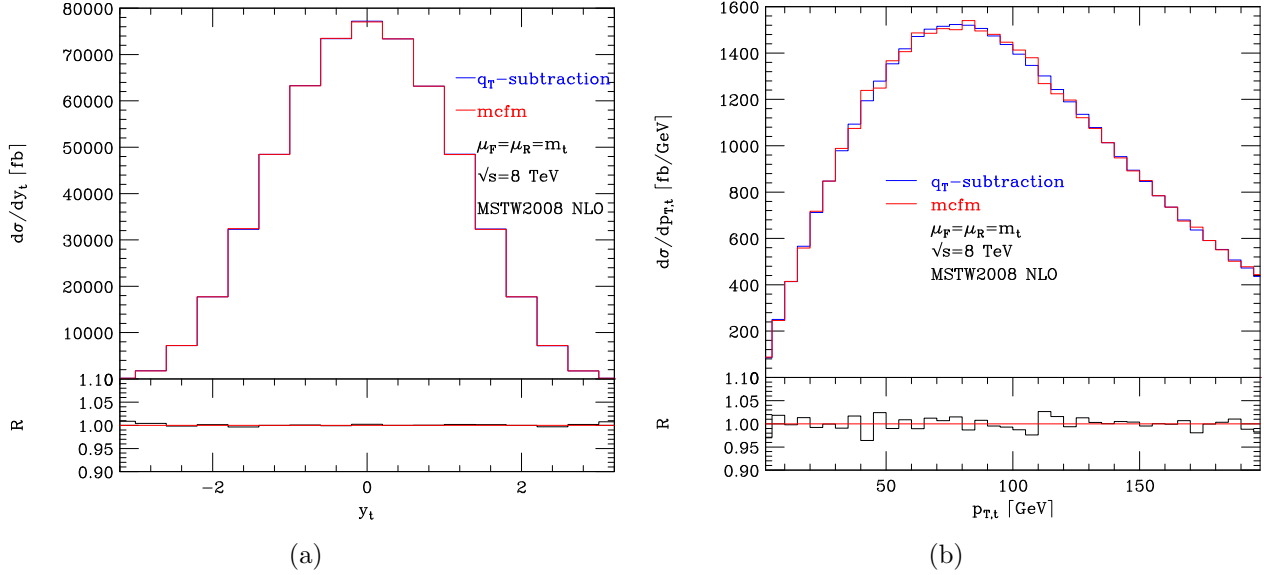 80000
70000
60000
50000
40000
30000
20000
10000
1.10
1.05
1.00
0.95
0.90
dσ/dy_t ⌈fb⌉
R
q_T−subtraction
mcfm
μ_F=μ_R=m_t
√s=8 TeV
MSTW2008 NLO
−2
0
2
y_t
(a)
1600
1400
1200
1000
800
600
400
200
1.10
1.05
1.00
0.95
0.90
dσ/dp_T,t ⌈fb/GeV⌉
R
q_T−subtraction
mcfm
μ_F=μ_R=m_t
√s=8 TeV
MSTW2008 NLO
50
100
150
p_T,t ⌈GeV⌉
(b)